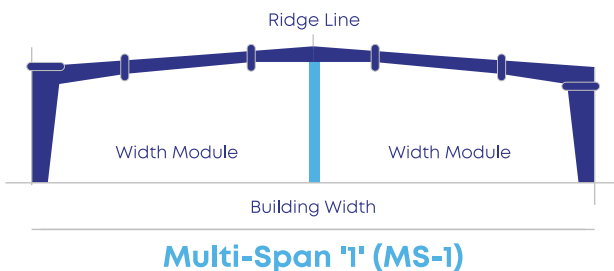 Ridge Line
Width Module
Width Module
Building Width
Multi-Span '1' (MS-1)